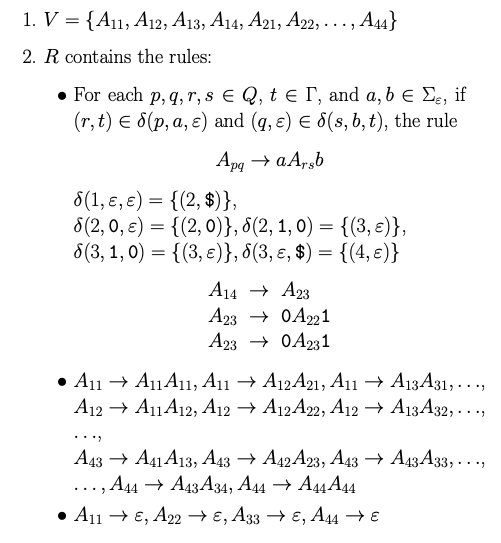 1. V = {A₁₁, A₁₂, A₁₃, A₁₄, A₂₁, A₂₂, . . . , A₄₄}
2. R contains the rules:
• For each p, q, r, s ∈ Q, t ∈ Γ, and a, b ∈ Σ_ε, if
(r, t) ∈ δ(p, a, ε) and (q, ε) ∈ δ(s, b, t), the rule
A_pq → aA_rsb
δ(1, ε, ε) = {(2, $)},
δ(2, 0, ε) = {(2, 0)}, δ(2, 1, 0) = {(3, ε)},
δ(3, 1, 0) = {(3, ε)}, δ(3, ε, $) = {(4, ε)}
A₁₄ → A₂₃
A₂₃ → 0A₂₂1
A₂₃ → 0A₂₃1
• A₁₁ → A₁₁A₁₁, A₁₁ → A₁₂A₂₁, A₁₁ → A₁₃A₃₁, . . .,
A₁₂ → A₁₁A₁₂, A₁₂ → A₁₂A₂₂, A₁₂ → A₁₃A₃₂, . . .,
. . .,
A₄₃ → A₄₁A₁₃, A₄₃ → A₄₂A₂₃, A₄₃ → A₄₃A₃₃, . . .,
. . . , A₄₄ → A₄₃A₃₄, A₄₄ → A₄₄A₄₄
• A₁₁ → ε, A₂₂ → ε, A₃₃ → ε, A₄₄ → ε